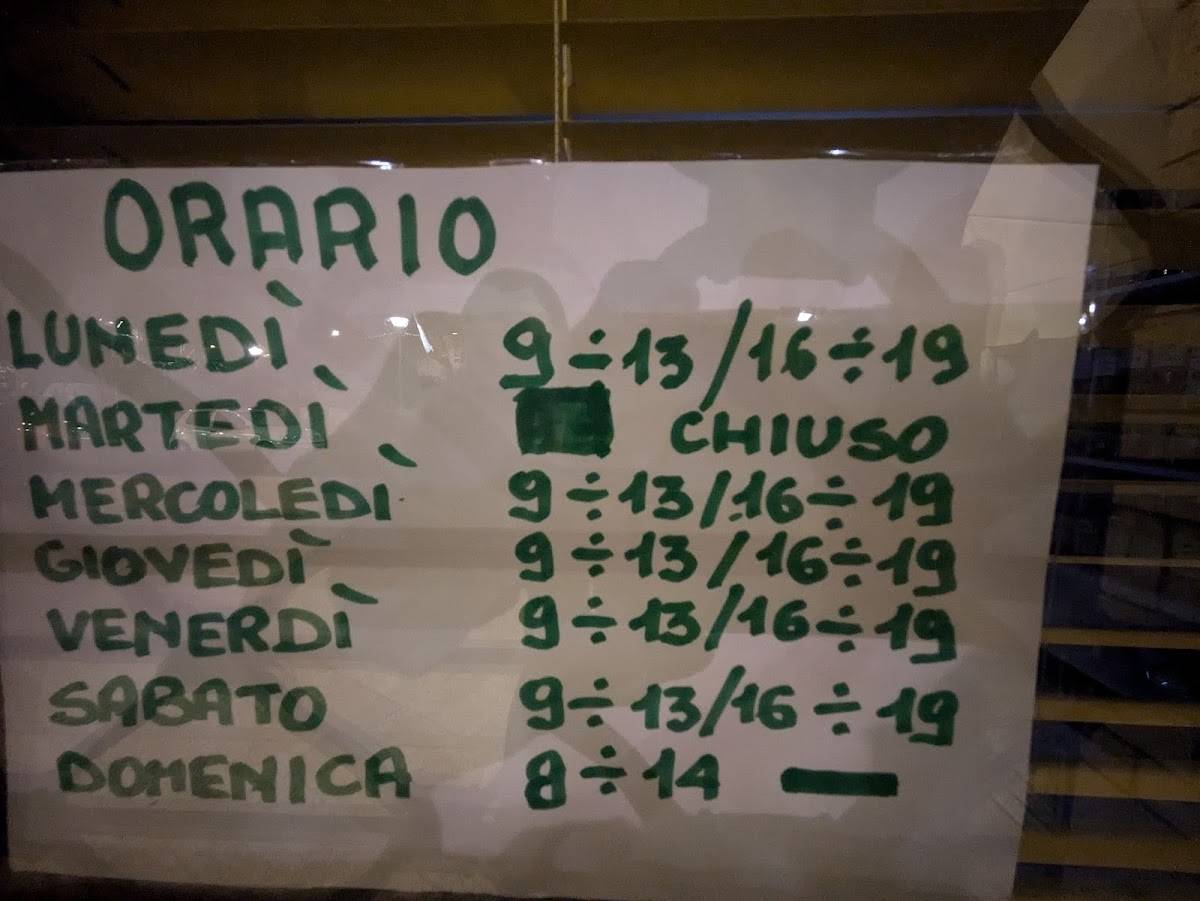 ORARIO
LUNEDÌ 9÷13/16÷19
MARTEDÌ CHIUSO
MERCOLEDÌ 9÷13/16÷19
GIOVEDÌ 9÷13/16÷19
VENERDÌ 9÷13/16÷19
SABATO 9÷13/16÷19
DOMENICA 8÷14 —